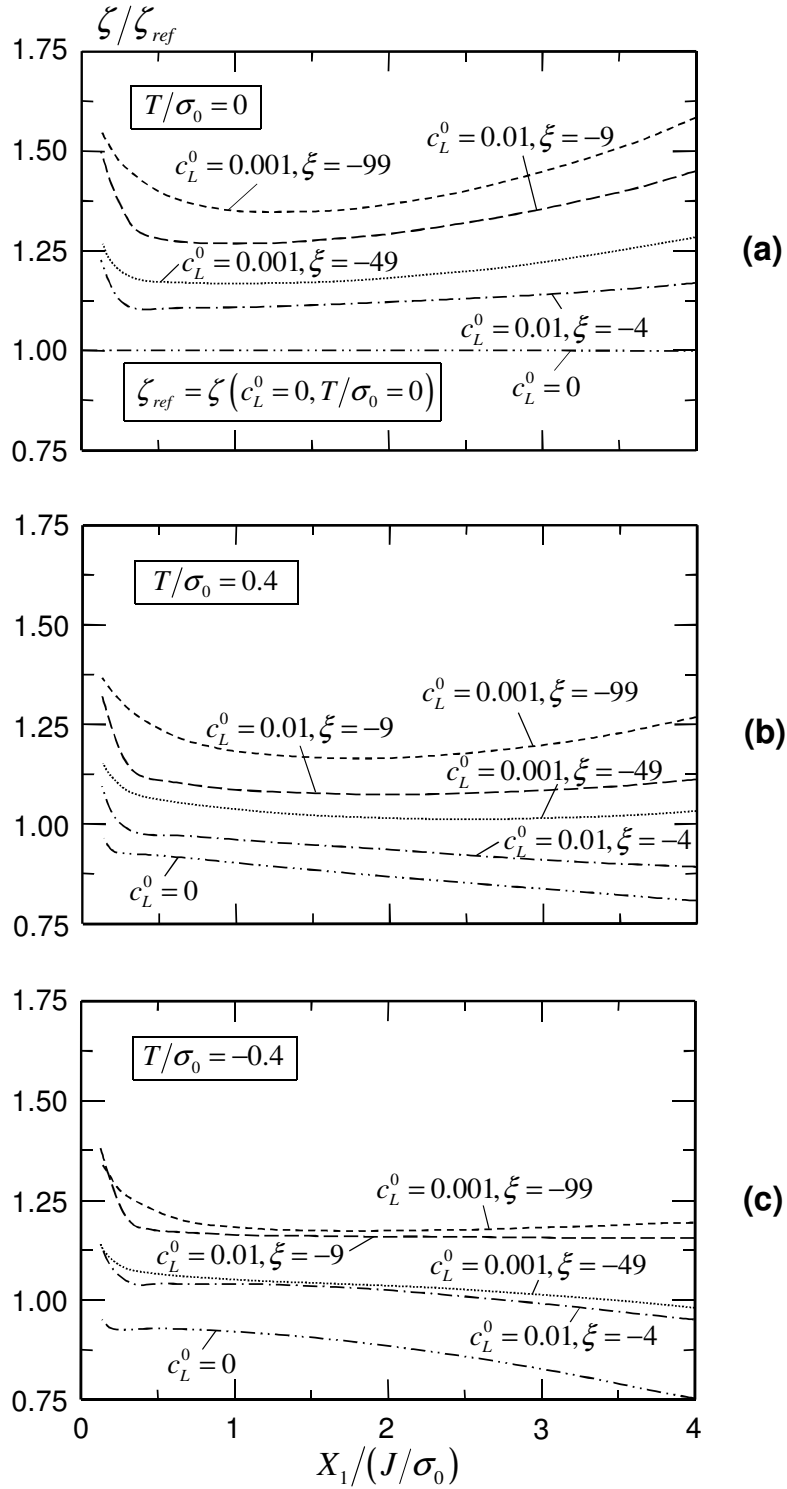 ζ/ζ_ref
1.75
T/σ_0 = 0
c_L^0 = 0.01, ξ = −9
1.50
c_L^0 = 0.001, ξ = −99
1.25
c_L^0 = 0.001, ξ = −49
(a)
c_L^0 = 0.01, ξ = −4
1.00
ζ_ref = ζ(c_L^0 = 0, T/σ_0 = 0)
c_L^0 = 0
0.75
1.75
T/σ_0 = 0.4
1.50
c_L^0 = 0.001, ξ = −99
c_L^0 = 0.01, ξ = −9
1.25
(b)
c_L^0 = 0.001, ξ = −49
1.00
c_L^0 = 0.01, ξ = −4
c_L^0 = 0
0.75
1.75
T/σ_0 = −0.4
1.50
1.25
c_L^0 = 0.001, ξ = −99
(c)
c_L^0 = 0.01, ξ = −9
c_L^0 = 0.001, ξ = −49
1.00
c_L^0 = 0.01, ξ = −4
c_L^0 = 0
0.75
0 1 2 3 4
X_1/(J/σ_0)